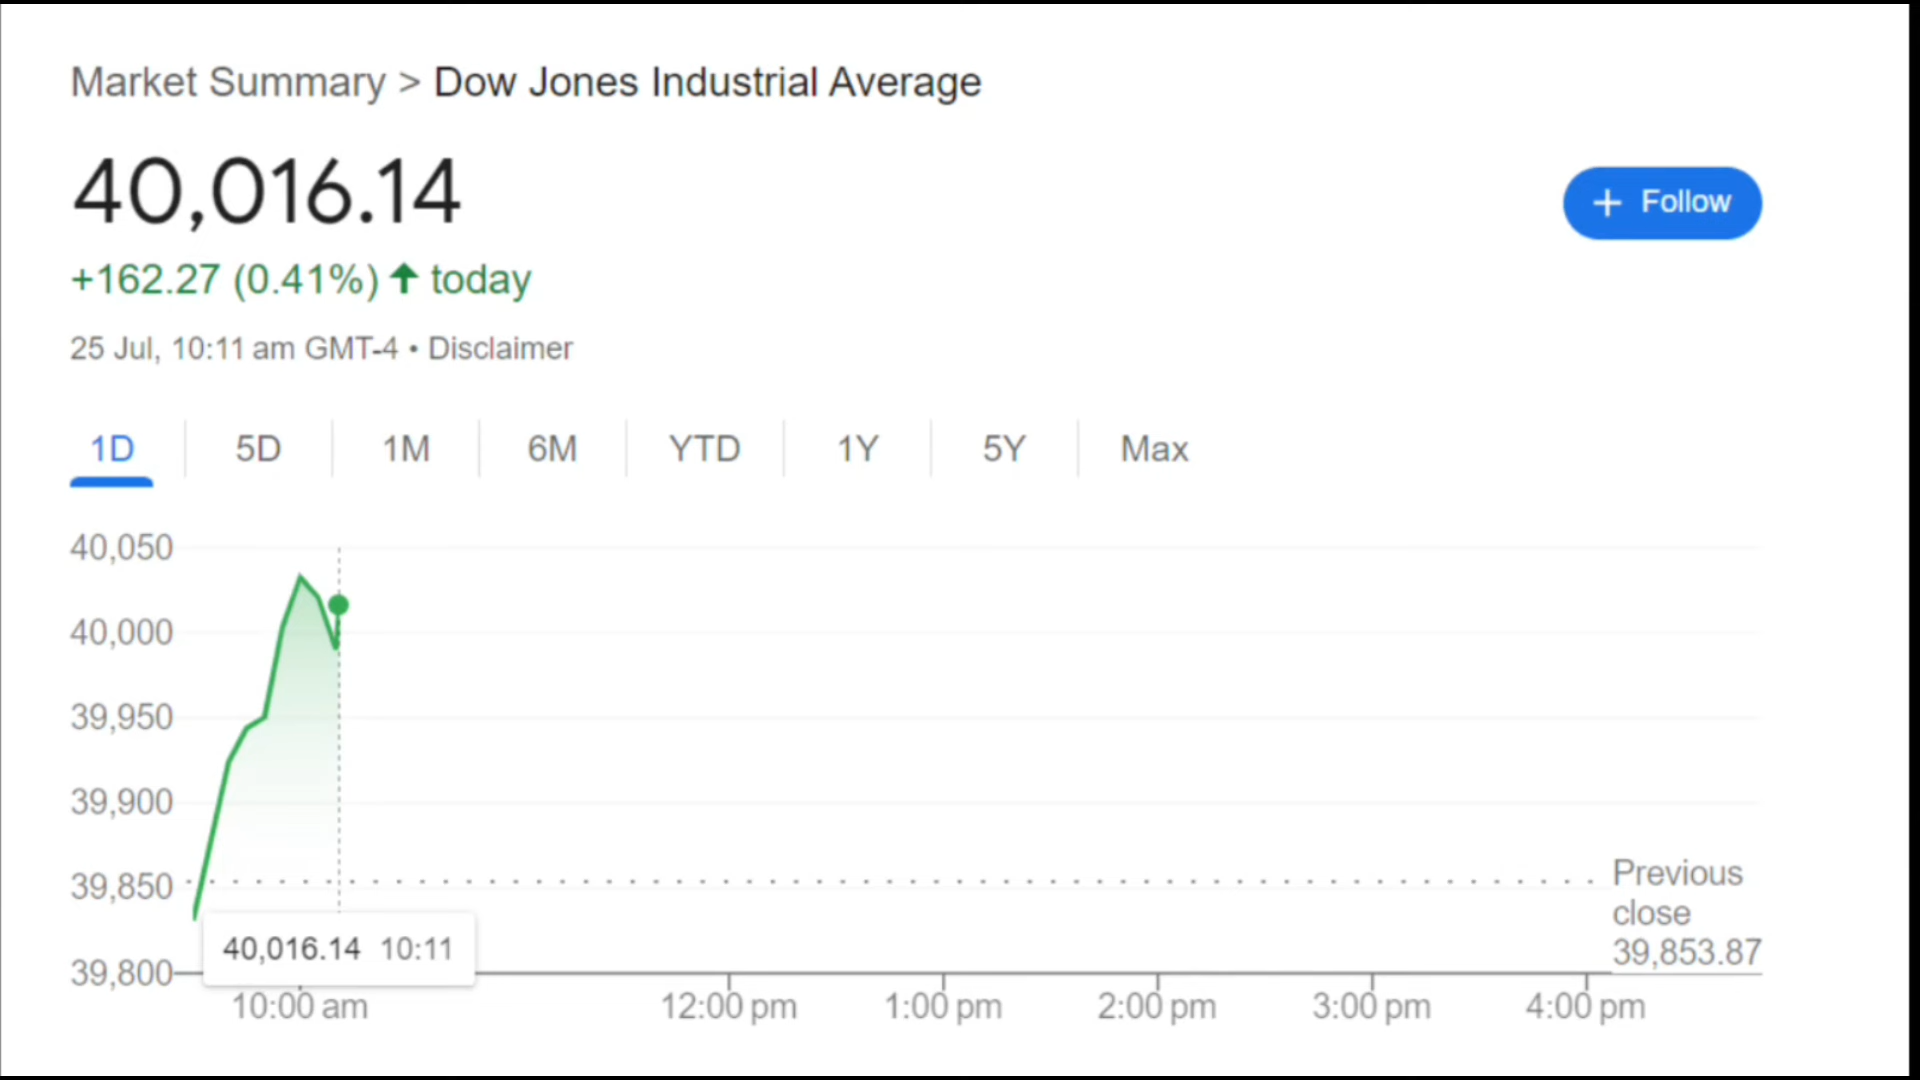 Market Summary > Dow Jones Industrial Average
40,016.14
+ Follow
+162.27 (0.41%) ↑ today
25 Jul, 10:11 am GMT-4 • Disclaimer
1D 5D 1M 6M YTD 1Y 5Y Max
40,050
40,000
39,950
39,900
39,850
Previous
close
39,853.87
40,016.14 10:11
39,800
10:00 am 12:00 pm 1:00 pm 2:00 pm 3:00 pm 4:00 pm